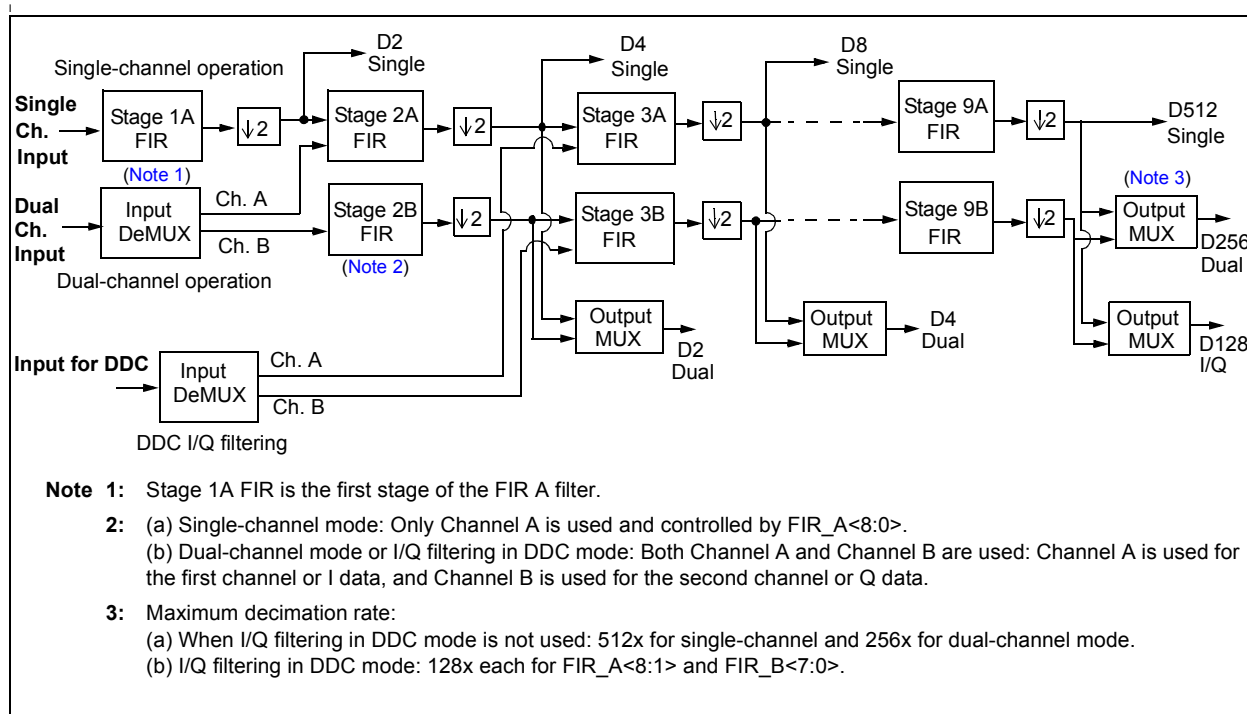 D2
Single
D4
Single
D8
Single
Single-channel operation
Single
Ch.
Input
Stage 1A
FIR
↓2
Stage 2A
FIR
↓2
Stage 3A
FIR
↓2
Stage 9A
FIR
↓2
D512
Single
(Note 1)
(Note 3)
Dual
Ch.
Input
Input
DeMUX
Ch. A
Ch. B
Stage 2B
FIR
↓2
Stage 3B
FIR
↓2
Stage 9B
FIR
↓2
Output
MUX
D256
Dual
(Note 2)
Dual-channel operation
Output
MUX
D2
Dual
Output
MUX
D4
Dual
Output
MUX
D128
I/Q
Input for DDC
Input
DeMUX
Ch. A
Ch. B
DDC I/Q filtering
Note 1: Stage 1A FIR is the first stage of the FIR A filter.
2: (a) Single-channel mode: Only Channel A is used and controlled by FIR_A<8:0>.
(b) Dual-channel mode or I/Q filtering in DDC mode: Both Channel A and Channel B are used: Channel A is used for
the first channel or I data, and Channel B is used for the second channel or Q data.
3: Maximum decimation rate:
(a) When I/Q filtering in DDC mode is not used: 512x for single-channel and 256x for dual-channel mode.
(b) I/Q filtering in DDC mode: 128x each for FIR_A<8:1> and FIR_B<7:0>.